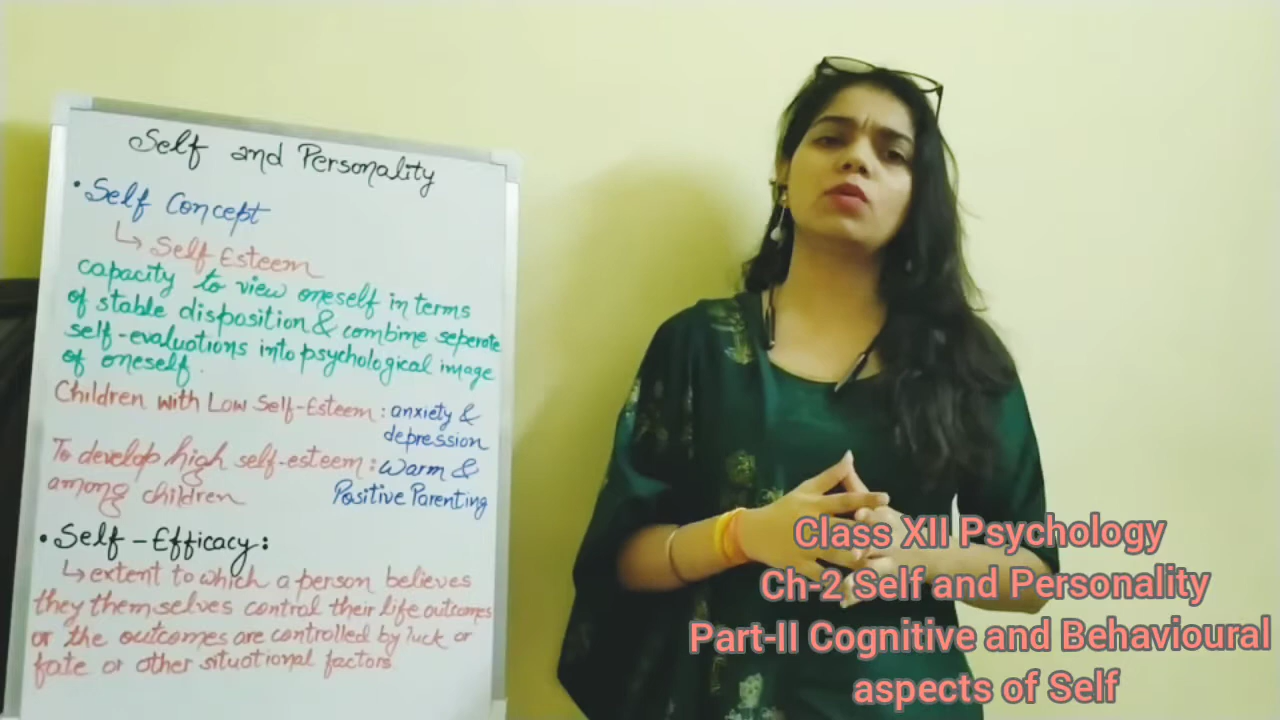 Self and Personality
• Self Concept
↳ Self Esteem
capacity to view oneself in terms
of stable disposition & combine seperate
self-evaluations into psychological image
of oneself.
Children with Low Self-Esteem: anxiety &
depression
To develop high self-esteem: Warm &
among children Positive Parenting
• Self-Efficacy:
↳ extent to which a person believes
they themselves control their life outcomes
or the outcomes are controlled by luck or
fate or other situational factors
Class XII Psychology
Ch-2 Self and Personality
Part-II Cognitive and Behavioural
aspects of Self